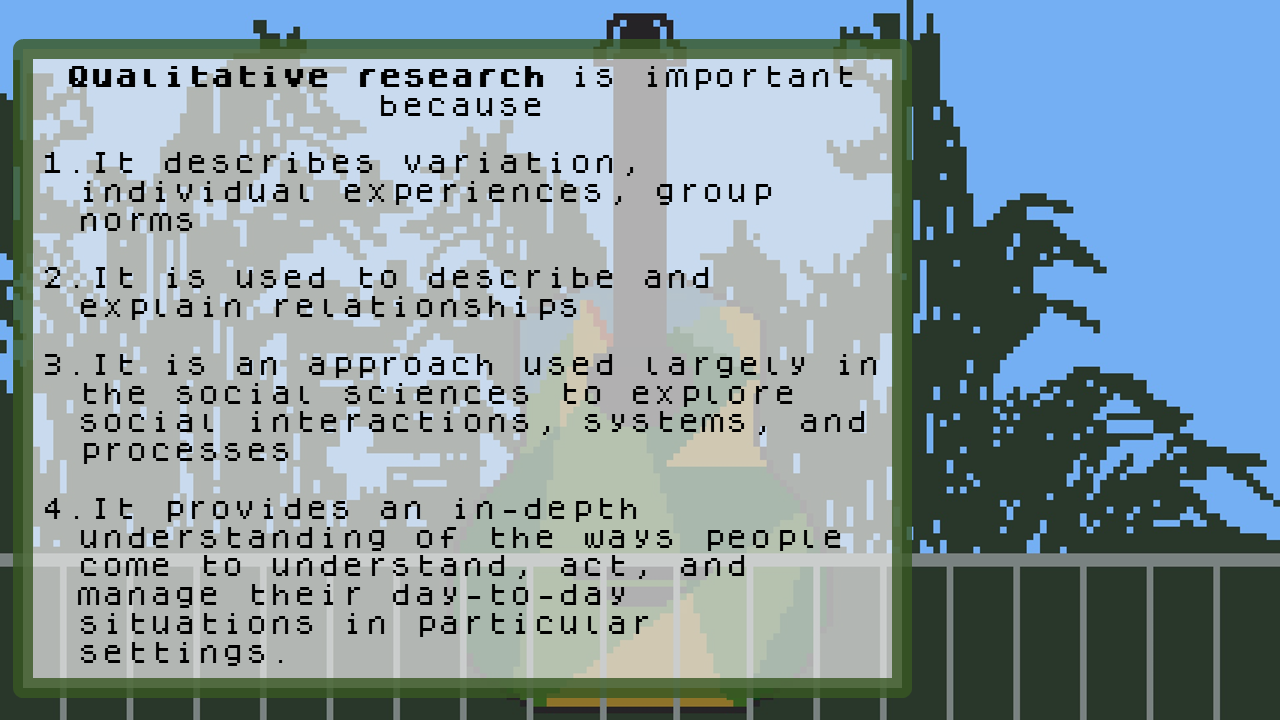 Qualitative research is important
because
1.It describes variation,
individual experiences, group
norms
2.It is used to describe and
explain relationships
3.It is an approach used largely in
the social sciences to explore
social interactions, systems, and
processes
4.It provides an in-depth
understanding of the ways people
come to understand, act, and
manage their day-to-day
situations in particular
settings.